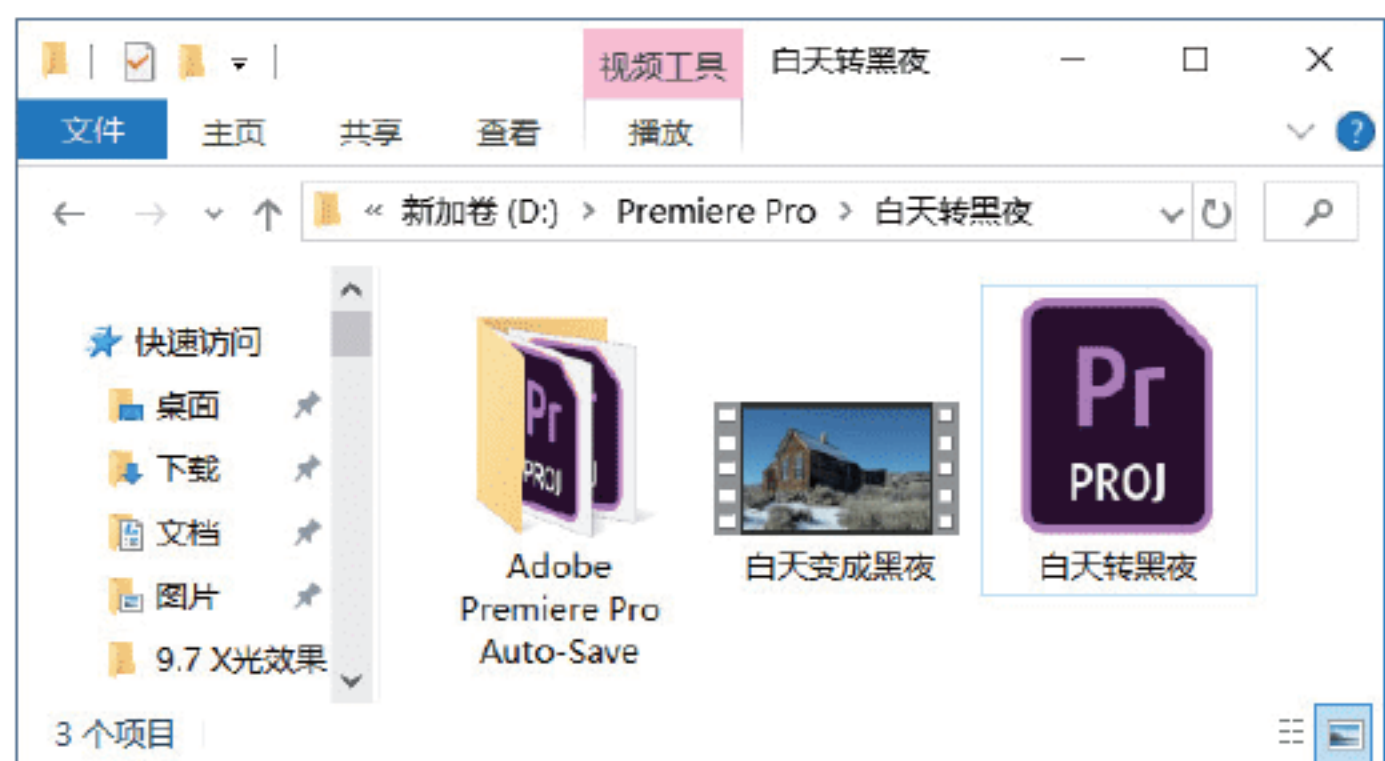 视频工具 白天转黑夜
文件 主页 共享 查看 播放
« 新加卷 (D:) > Premiere Pro > 白天转黑夜
快速访问
桌面
下载
文档
图片
9.7 X光效果
Pr
PROJ
Adobe
Premiere Pro
Auto-Save
白天变成黑夜
Pr
PROJ
白天转黑夜
3 个项目